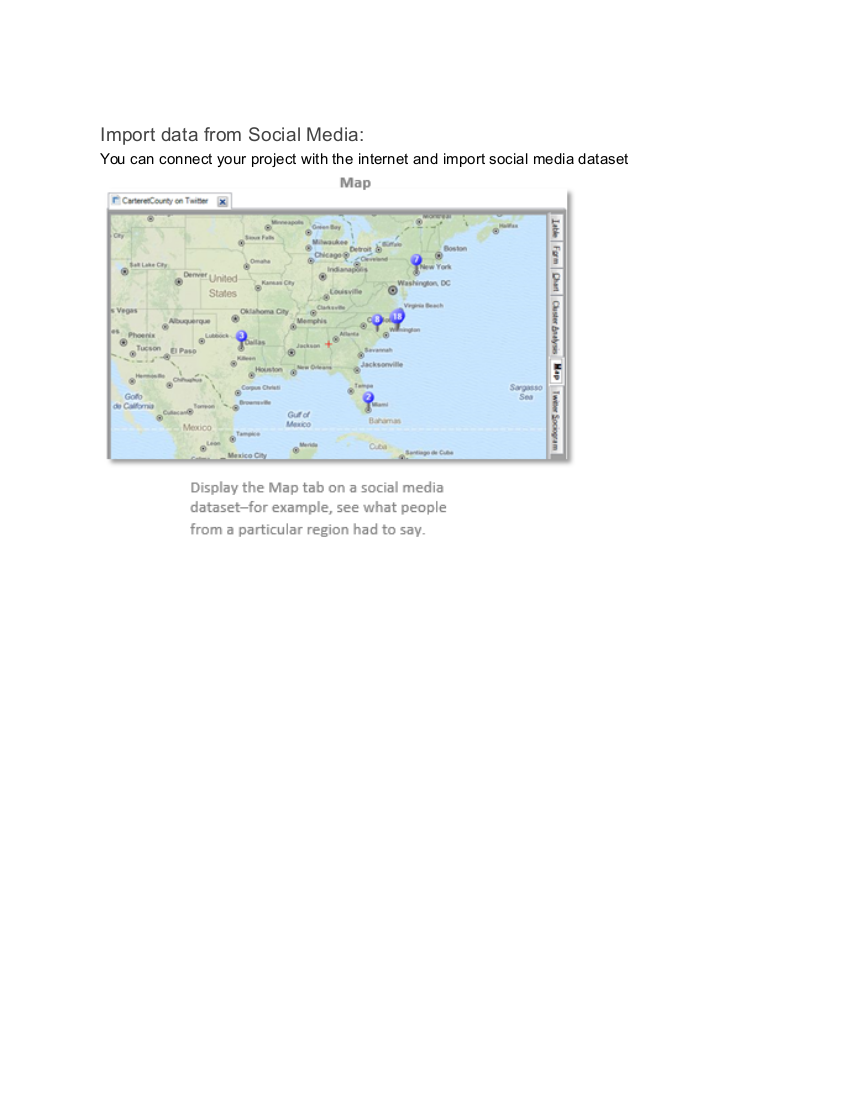 Import data from Social Media:
You can connect your project with the internet and import social media dataset
Map
CarteretCounty on Twitter
Montreal
Halifax
Minneapolis
Green Bay
City
Sioux Falls
Milwaukee
Buffalo
Detroit
Boston
Chicago
Cleveland
Salt Lake City
Omaha
Indianapolis
7
New York
Denver
United
States
Kansas City
Washington, DC
Louisville
s Vegas
Oklahoma City
Clarksville
Virginia Beach
Albuquerque
Memphis
8
18
es
Phoenix
Lubbock
3
Dallas
Atlanta
Wilmington
Tucson
El Paso
Jackson
Savannah
Killeen
Houston
New Orleans
Jacksonville
Hermosillo
Chihuahua
Corpus Christi
Tampa
Golfo
de California
Torreon
Brownsville
2
Miami
Sargasso
Sea
Culiacan
Gulf of
Mexico
Mexico
Bahamas
Tampico
Leon
Merida
Cuba
Mexico City
Santiago de Cuba
Table
Form
Chart
Cluster Analysis
Map
Twitter Sociogram
Display the Map tab on a social media
dataset–for example, see what people
from a particular region had to say.